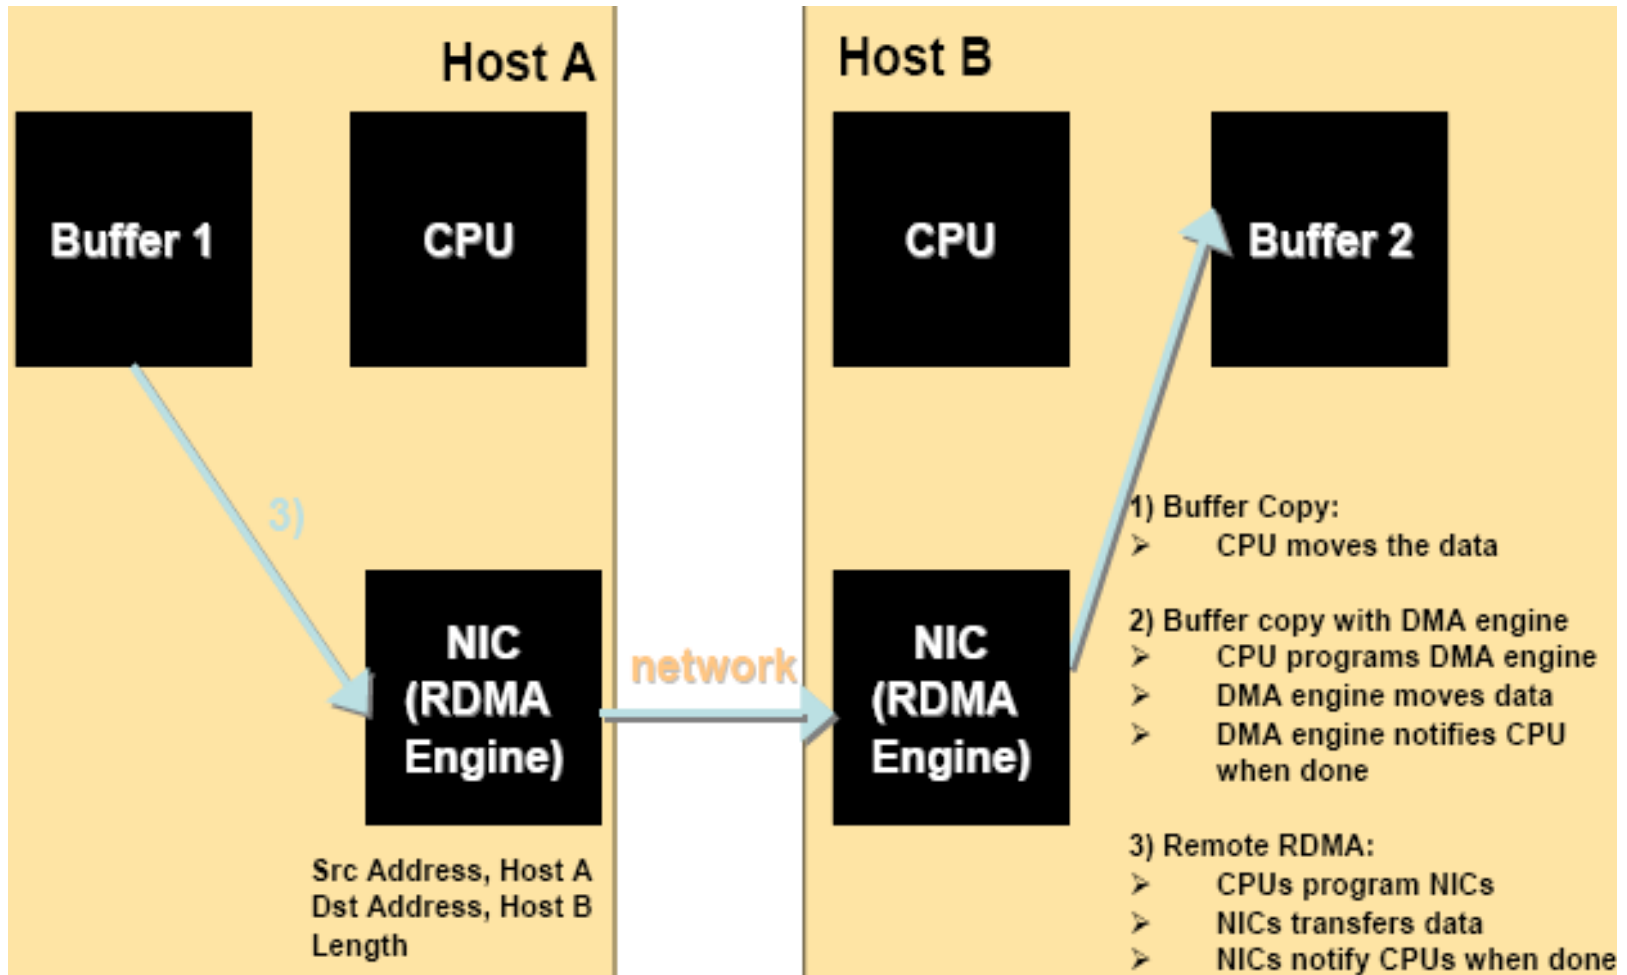 Host A
Host B
Buffer 1
CPU
CPU
Buffer 2
3)
NIC
(RDMA
Engine)
network
NIC
(RDMA
Engine)
Src Address, Host A
Dst Address, Host B
Length
1) Buffer Copy:
➢ CPU moves the data
2) Buffer copy with DMA engine
➢ CPU programs DMA engine
➢ DMA engine moves data
➢ DMA engine notifies CPU
when done
3) Remote RDMA:
➢ CPUs program NICs
➢ NICs transfers data
➢ NICs notify CPUs when done